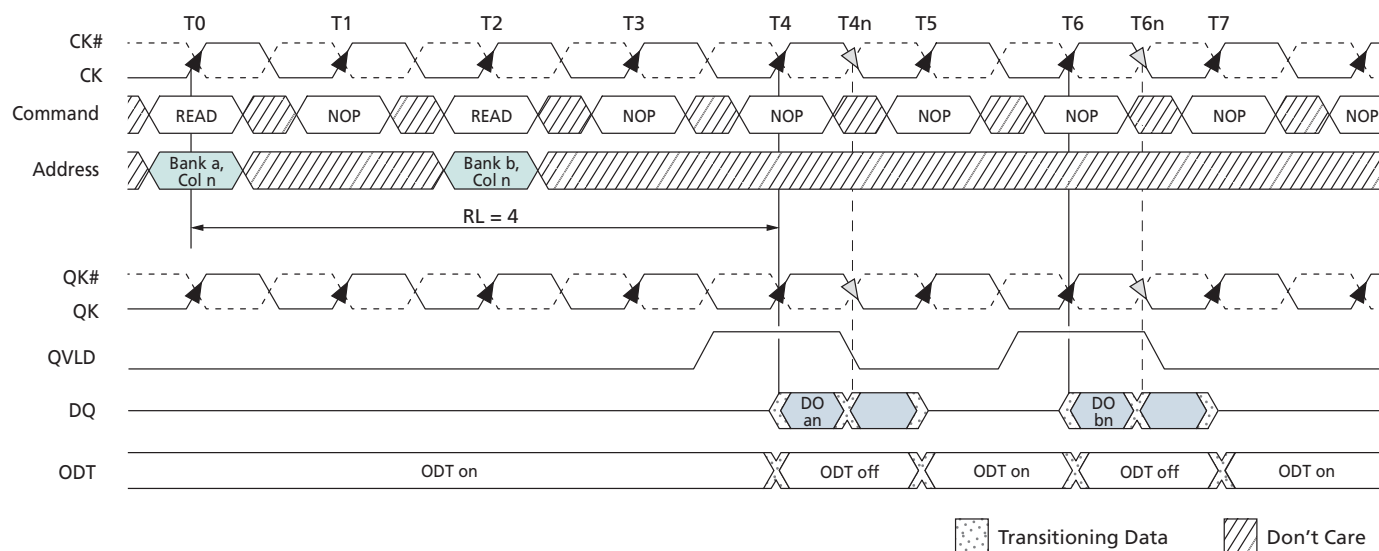 T0 T1 T2 T3 T4 T4n T5 T6 T6n T7
CK#
CK
Command READ NOP READ NOP NOP NOP NOP NOP NOP
Address Bank a, Col n Bank b, Col n
RL = 4
QK#
QK
QVLD
DQ DO an DO bn
ODT ODT on ODT off ODT on ODT off ODT on
Transitioning Data Don't Care